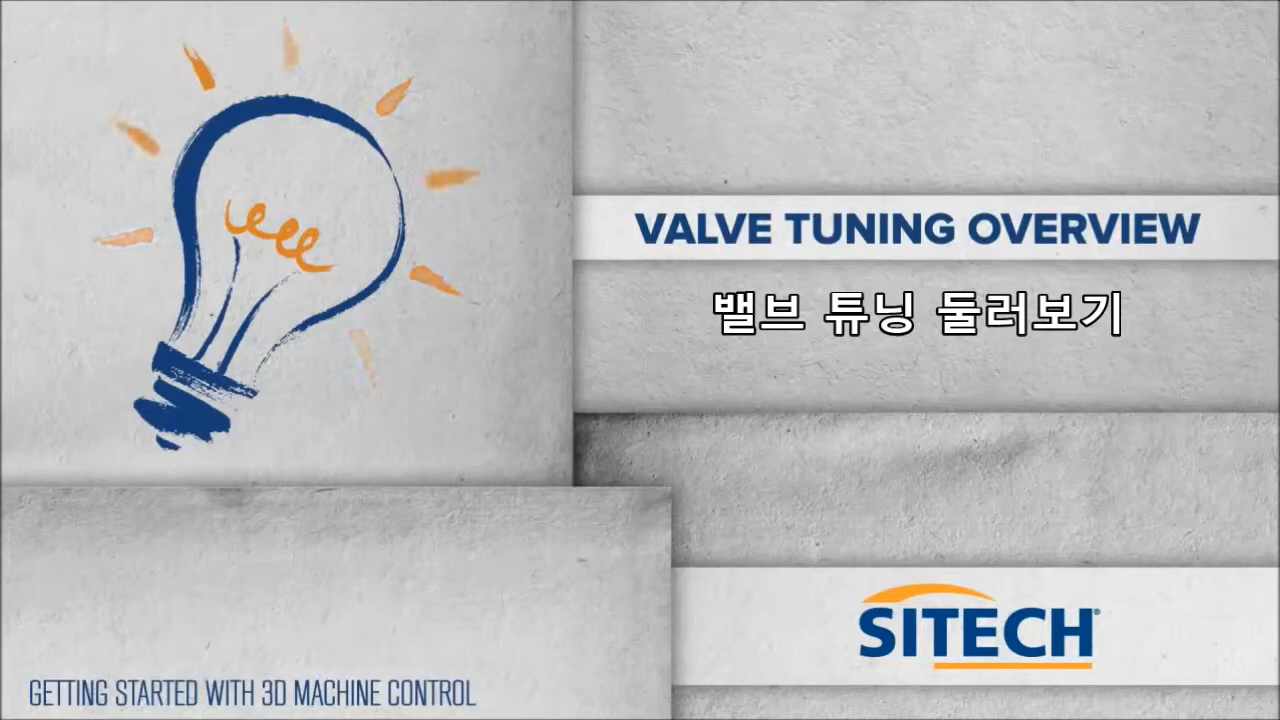 VALVE TUNING OVERVIEW
밸브 튜닝 둘러보기
SITECH®
GETTING STARTED WITH 3D MACHINE CONTROL